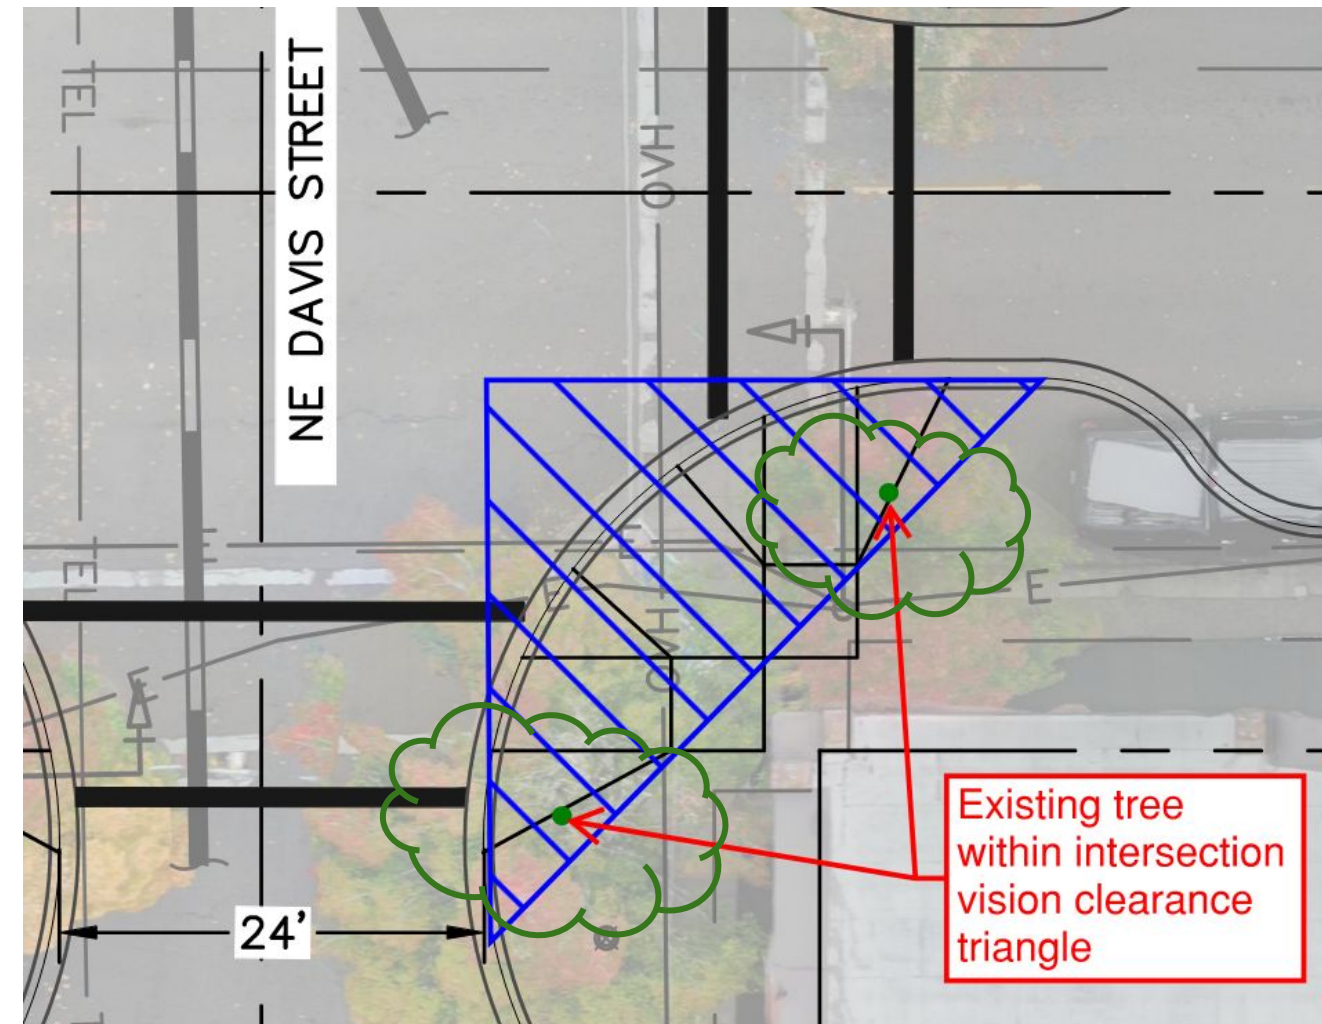 TEL
NE DAVIS STREET
OVH
E
TEL
E
E
E
OVH
E
24'
Existing tree
within intersection
vision clearance
triangle